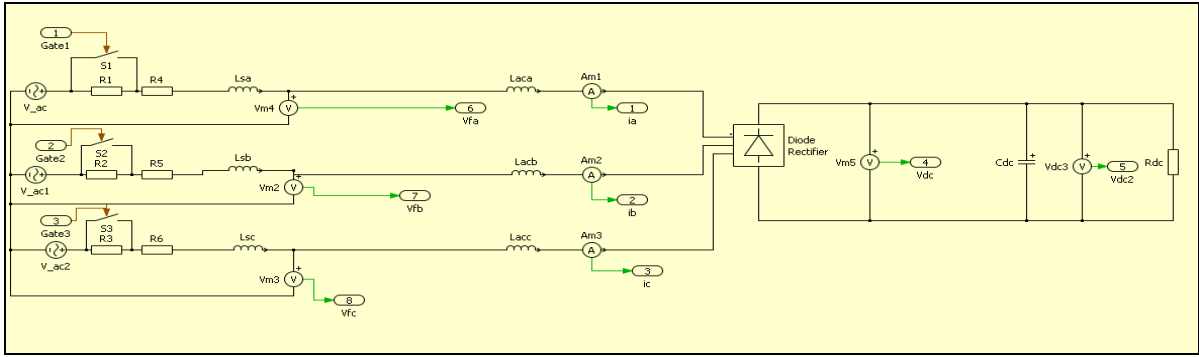 1
Gate1
S1
R1
R4
Lsa
Laca
Am1
A
1
ia
V_ac
Vm4
V
6
Vfa
2
Gate2
S2
R2
R5
Lsb
Lacb
Am2
A
2
ib
V_ac1
Vm2
V
7
Vfb
3
Gate3
S3
R3
R6
Lsc
Lacc
Am3
A
3
ic
V_ac2
Vm3
V
8
Vfc
Diode
Rectifier
Vm5
V
4
Vdc
Cdc
Vdc3
V
5
Vdc2
Rdc